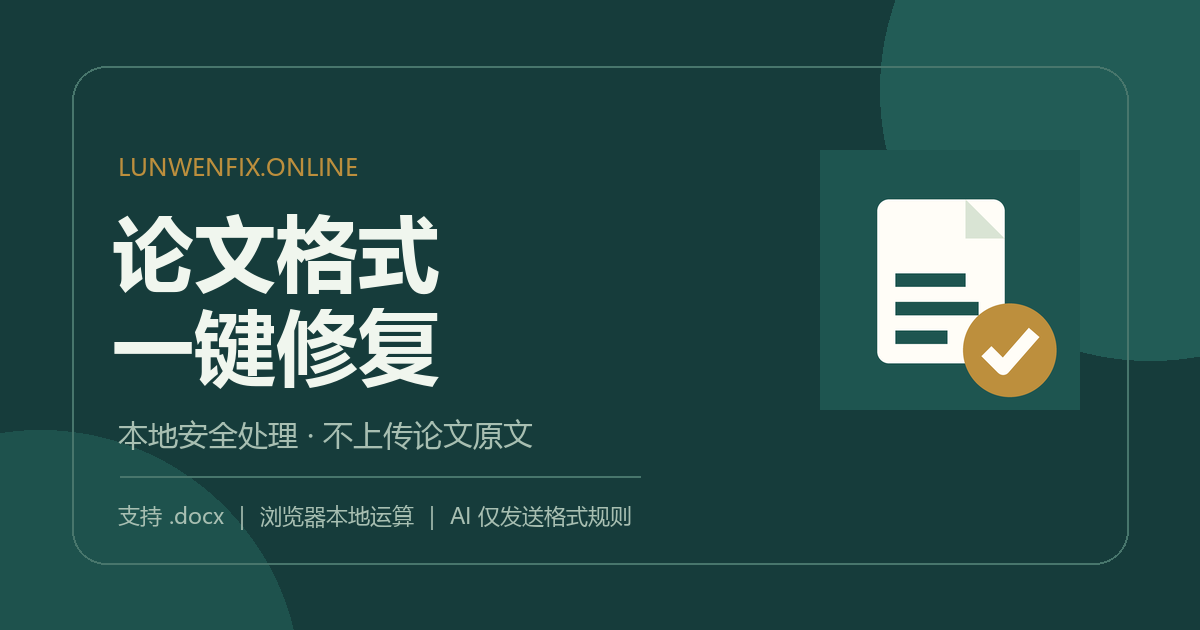 LUNWENFIX.ONLINE
论文格式
一键修复
本地安全处理 · 不上传论文原文
支持 .docx ｜ 浏览器本地运算 ｜ AI 仅发送格式规则